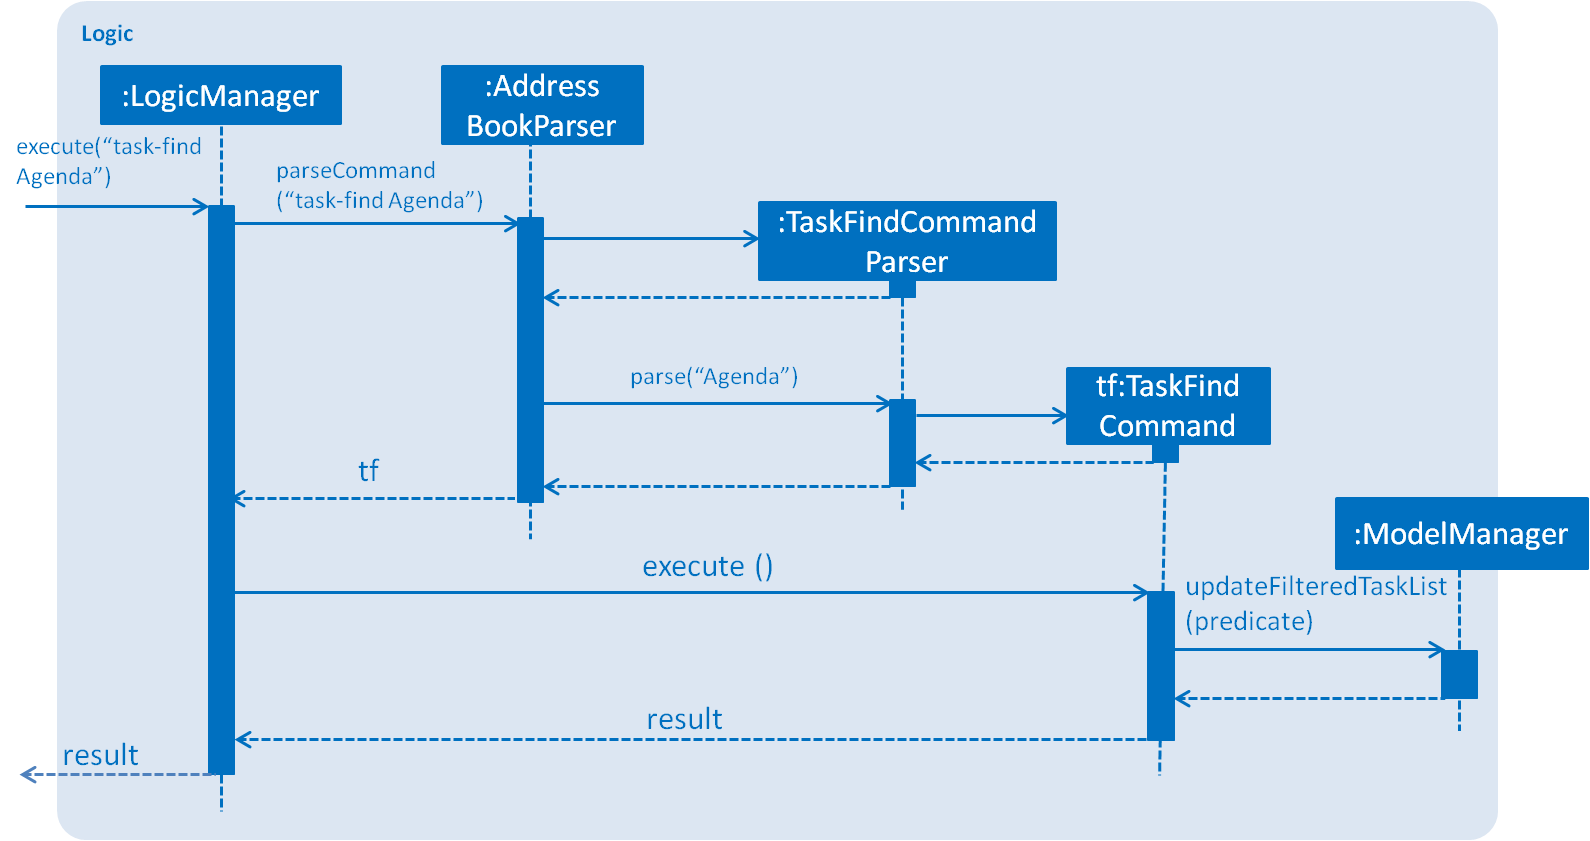 Logic
:LogicManager
:Address
BookParser
execute(“task-find
Agenda”)
parseCommand
(“task-find Agenda”)
:TaskFindCommand
Parser
parse(“Agenda”)
tf:TaskFind
Command
tf
:ModelManager
execute ()
updateFilteredTaskList
(predicate)
result
result